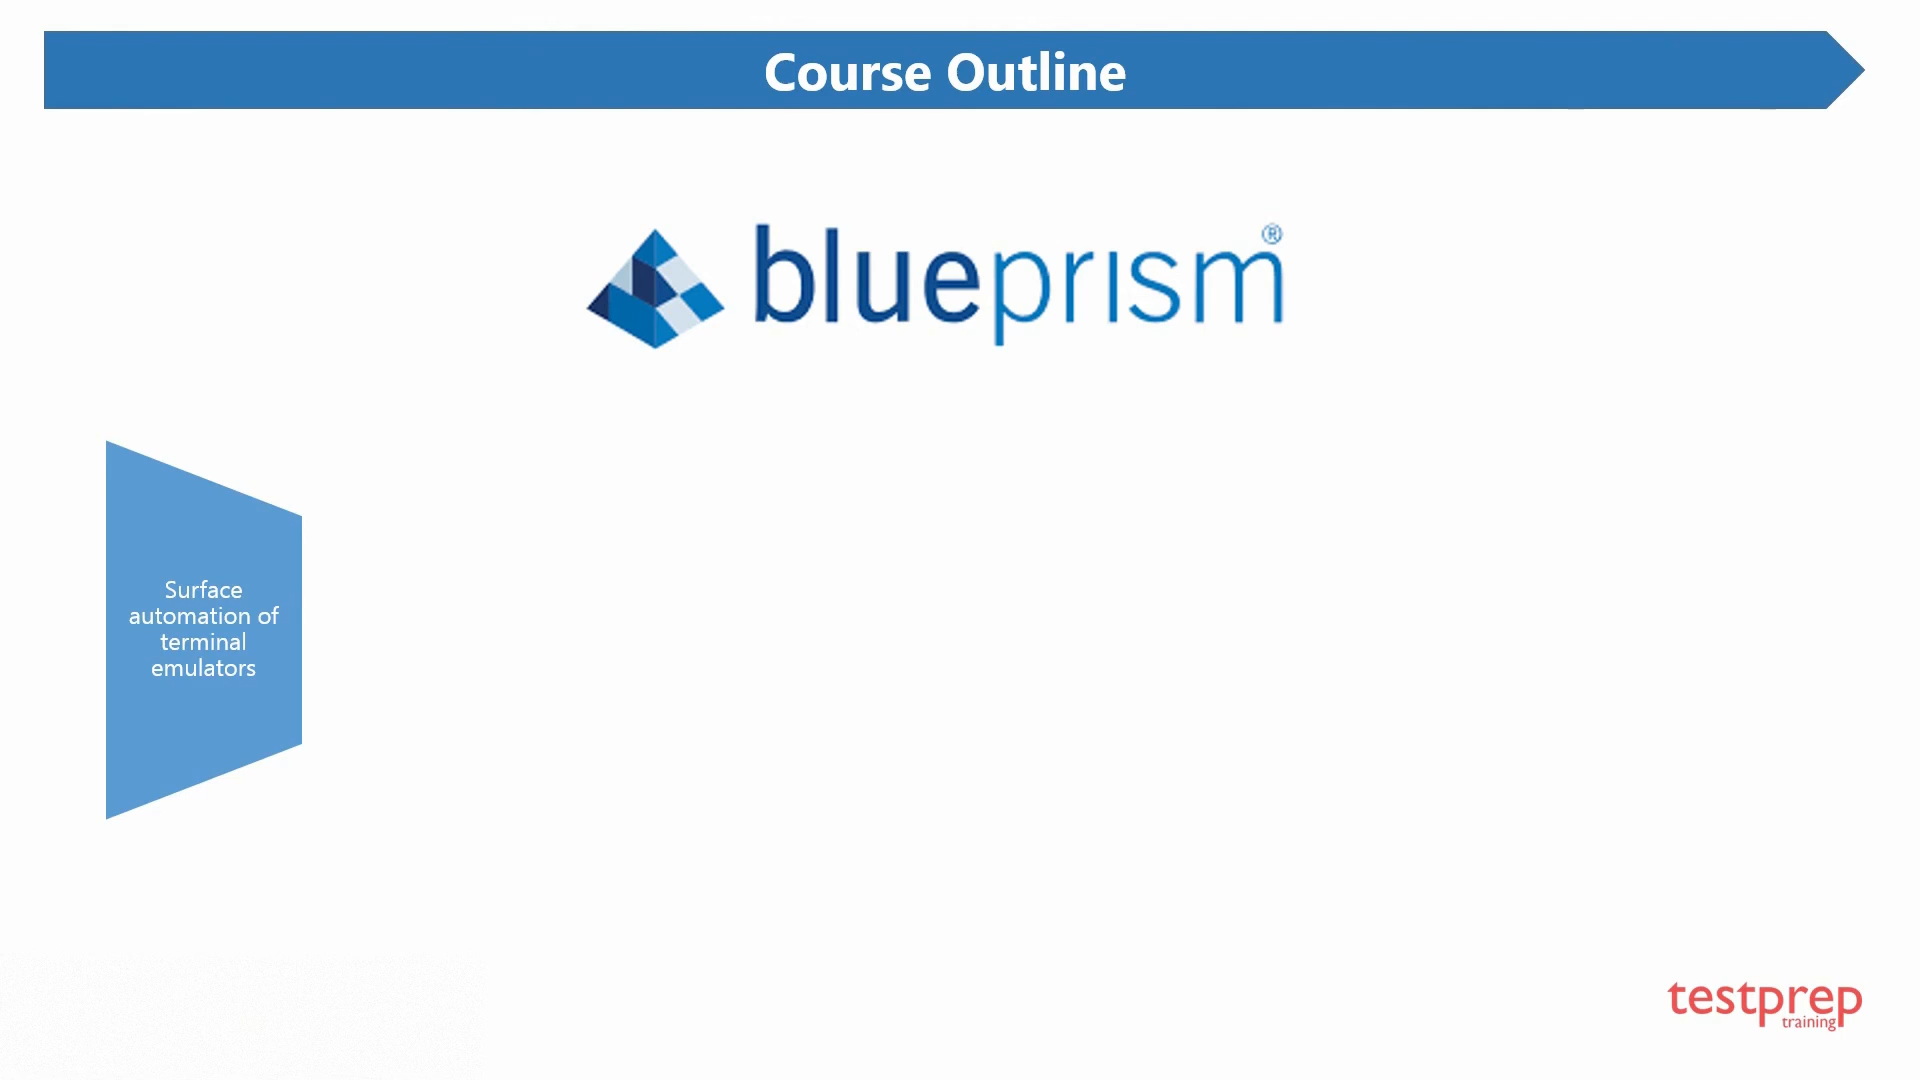 Course Outline
blueprism®
Surface
automation of
terminal
emulators
testprep
training